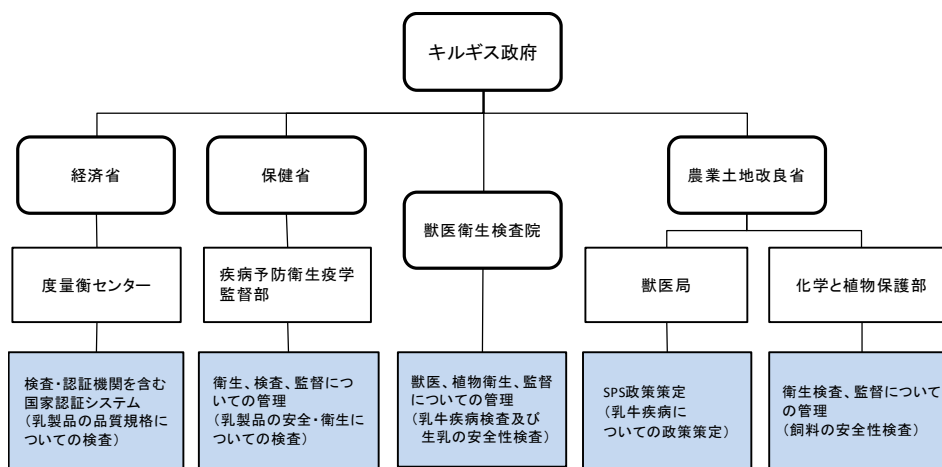 キルギス政府
経済省
保健省
獣医衛生検査院
農業土地改良省
度量衡センター
疾病予防衛生疫学
監督部
獣医局
化学と植物保護部
検査・認証機関を含む
国家認証システム
(乳製品の品質規格に
ついての検査)
衛生、検査、監督につ
いての管理
(乳製品の安全・衛生に
ついての検査)
獣医、植物衛生、監督
についての管理
(乳牛疾病検査及び
生乳の安全性検査)
SPS政策策定
(乳牛疾病に
ついての政策策定)
衛生検査、監督について
の管理
(飼料の安全性検査)